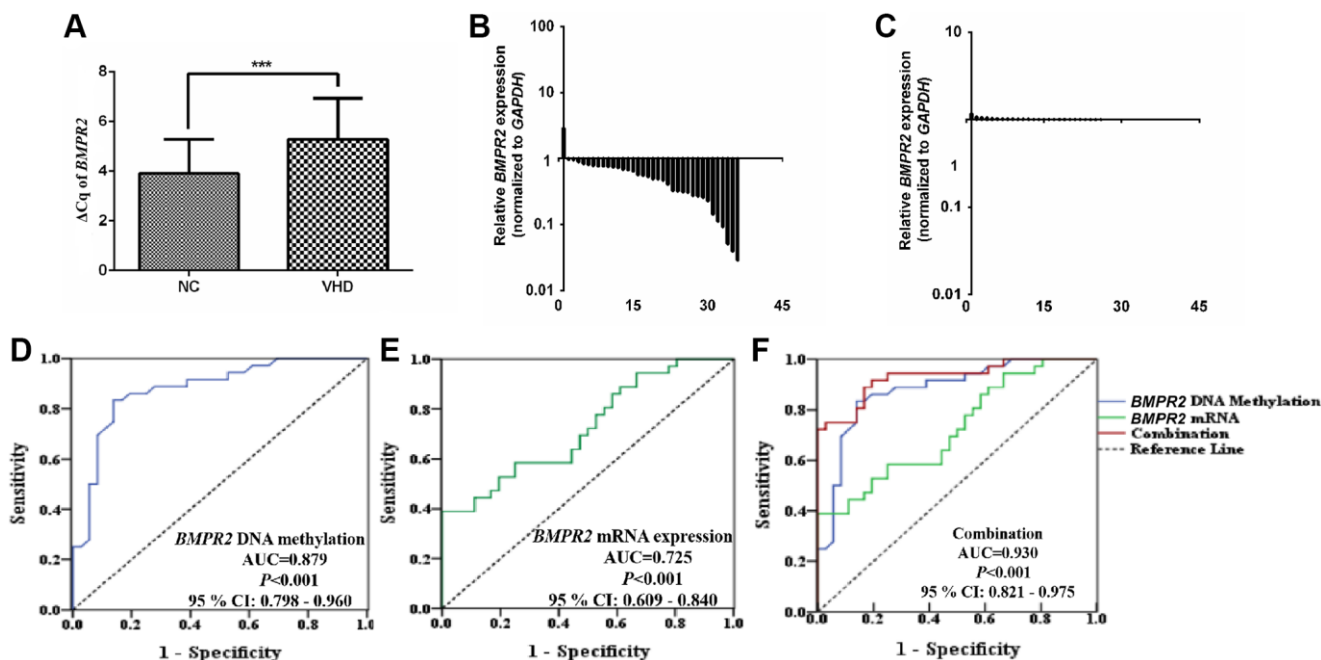 A
ΔCq of BMPR2
8
6
4
2
0
***
NC
VHD
B
Relative BMPR2 expression
(normalized to GAPDH)
100
10
1
0.1
0.01
0
15
30
45
C
Relative BMPR2 expression
(normalized to GAPDH)
10
1
0.1
0.01
0
15
30
45
D
Sensitivity
1.0
0.8
0.6
0.4
0.2
0.0
BMPR2 DNA methylation
AUC=0.879
P<0.001
95 % CI: 0.798 - 0.960
0.0 0.2 0.4 0.6 0.8 1.0
1 - Specificity
E
Sensitivity
1.0
0.8
0.6
0.4
0.2
0.0
BMPR2 mRNA expression
AUC=0.725
P<0.001
95 % CI: 0.609 - 0.840
0.0 0.2 0.4 0.6 0.8 1.0
1 - Specificity
F
Sensitivity
1.0
0.8
0.6
0.4
0.2
0.0
Combination
AUC=0.930
P<0.001
95 % CI: 0.821 - 0.975
0.0 0.2 0.4 0.6 0.8 1.0
1 - Specificity
BMPR2 DNA Methylation
BMPR2 mRNA
Combination
Reference Line